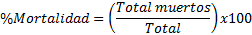 %Mortalidad = (Total muertos / Total) x100